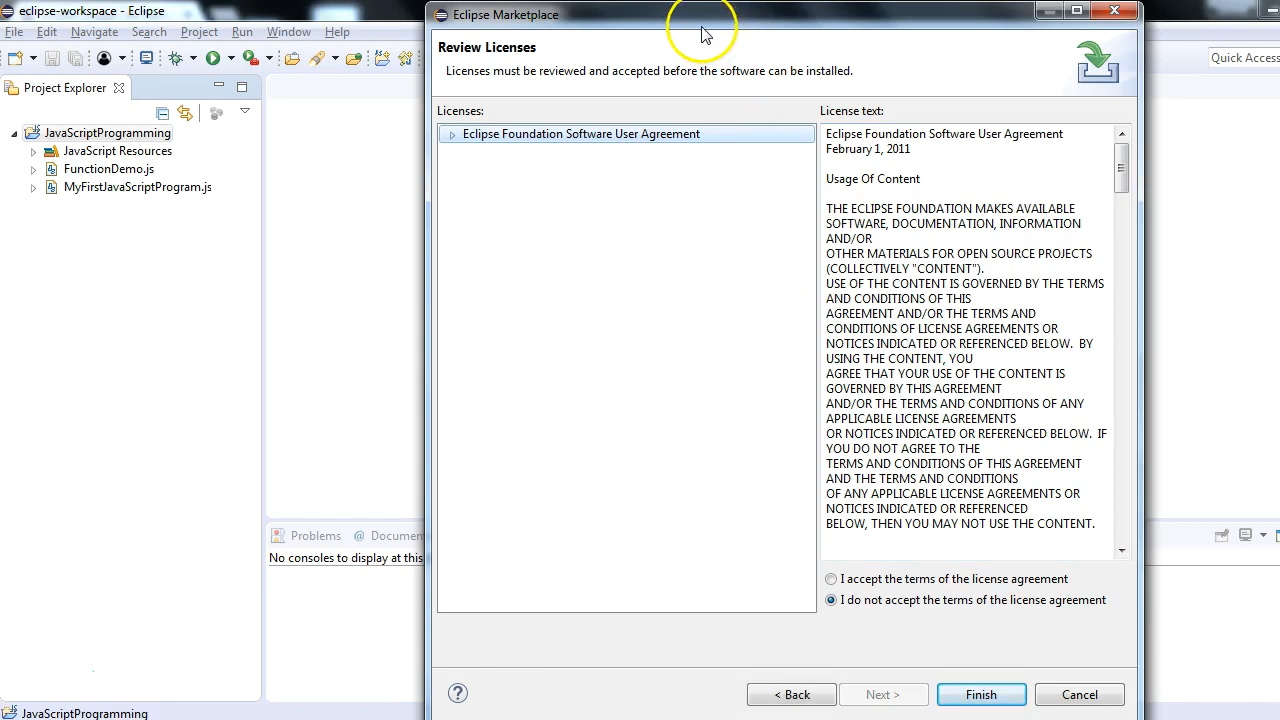 eclipse-workspace - Eclipse
File Edit Navigate Search Project Run Window Help
Quick Access
Project Explorer
JavaScriptProgramming
JavaScript Resources
FunctionDemo.js
MyFirstJavaScriptProgram.js
Problems @ Documen
No consoles to display at this
JavaScriptProgramming
Eclipse Marketplace
Review Licenses
Licenses must be reviewed and accepted before the software can be installed.
Licenses:
Eclipse Foundation Software User Agreement
License text:
Eclipse Foundation Software User Agreement
February 1, 2011
Usage Of Content
THE ECLIPSE FOUNDATION MAKES AVAILABLE
SOFTWARE, DOCUMENTATION, INFORMATION
AND/OR
OTHER MATERIALS FOR OPEN SOURCE PROJECTS
(COLLECTIVELY "CONTENT").
USE OF THE CONTENT IS GOVERNED BY THE TERMS
AND CONDITIONS OF THIS
AGREEMENT AND/OR THE TERMS AND
CONDITIONS OF LICENSE AGREEMENTS OR
NOTICES INDICATED OR REFERENCED BELOW. BY
USING THE CONTENT, YOU
AGREE THAT YOUR USE OF THE CONTENT IS
GOVERNED BY THIS AGREEMENT
AND/OR THE TERMS AND CONDITIONS OF ANY
APPLICABLE LICENSE AGREEMENTS
OR NOTICES INDICATED OR REFERENCED BELOW. IF
YOU DO NOT AGREE TO THE
TERMS AND CONDITIONS OF THIS AGREEMENT
AND THE TERMS AND CONDITIONS
OF ANY APPLICABLE LICENSE AGREEMENTS OR
NOTICES INDICATED OR REFERENCED
BELOW, THEN YOU MAY NOT USE THE CONTENT.
I accept the terms of the license agreement
I do not accept the terms of the license agreement
< Back
Next >
Finish
Cancel